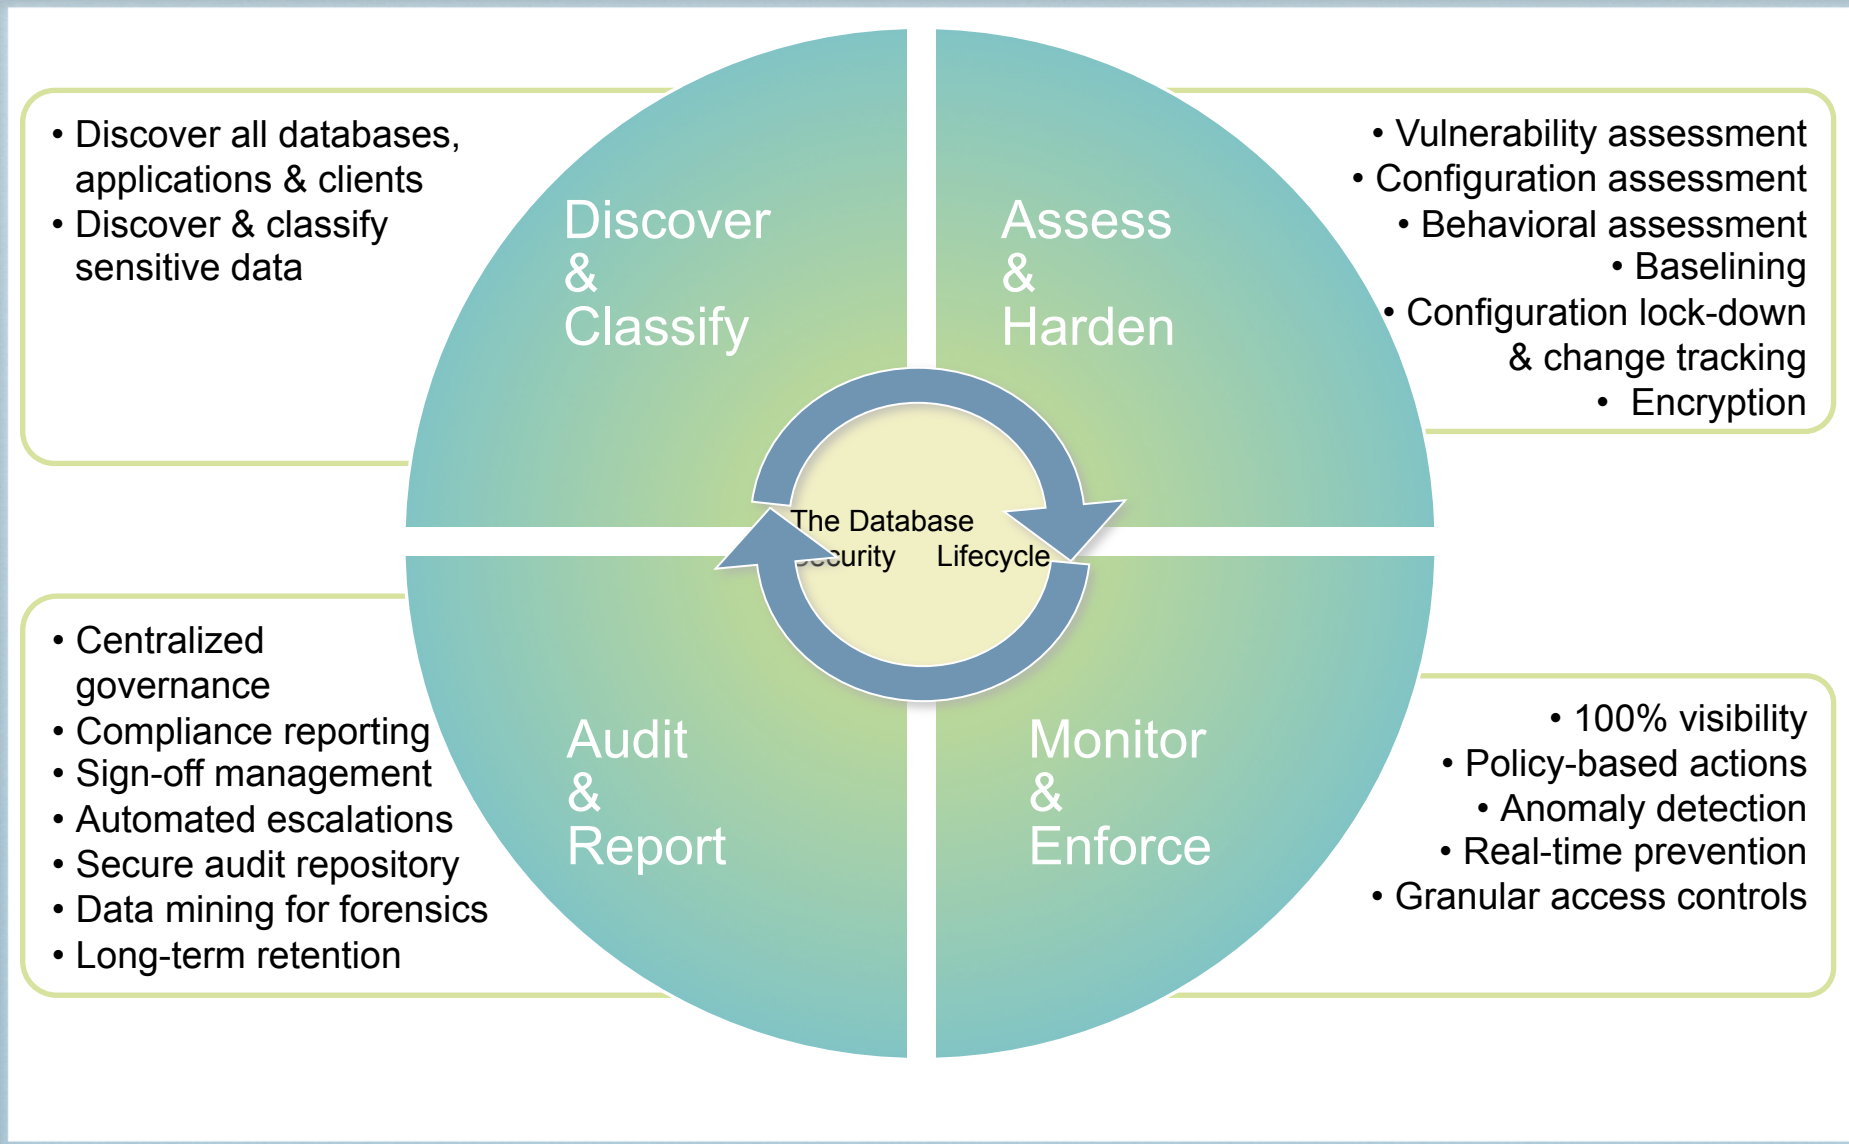 • Discover all databases,
applications & clients
• Discover & classify
sensitive data
Discover
&
Classify
Assess
&
Harden
• Vulnerability assessment
• Configuration assessment
• Behavioral assessment
• Baselining
• Configuration lock-down
& change tracking
• Encryption
The Database
Security Lifecycle
• Centralized
governance
• Compliance reporting
• Sign-off management
• Automated escalations
• Secure audit repository
• Data mining for forensics
• Long-term retention
Audit
&
Report
Monitor
&
Enforce
• 100% visibility
• Policy-based actions
• Anomaly detection
• Real-time prevention
• Granular access controls